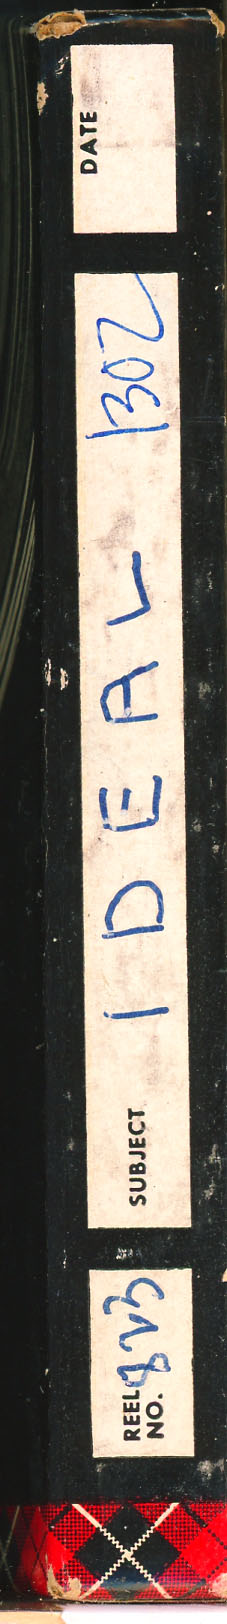 DATE
SUBJECT IDEAL 1302
REEL NO. 823